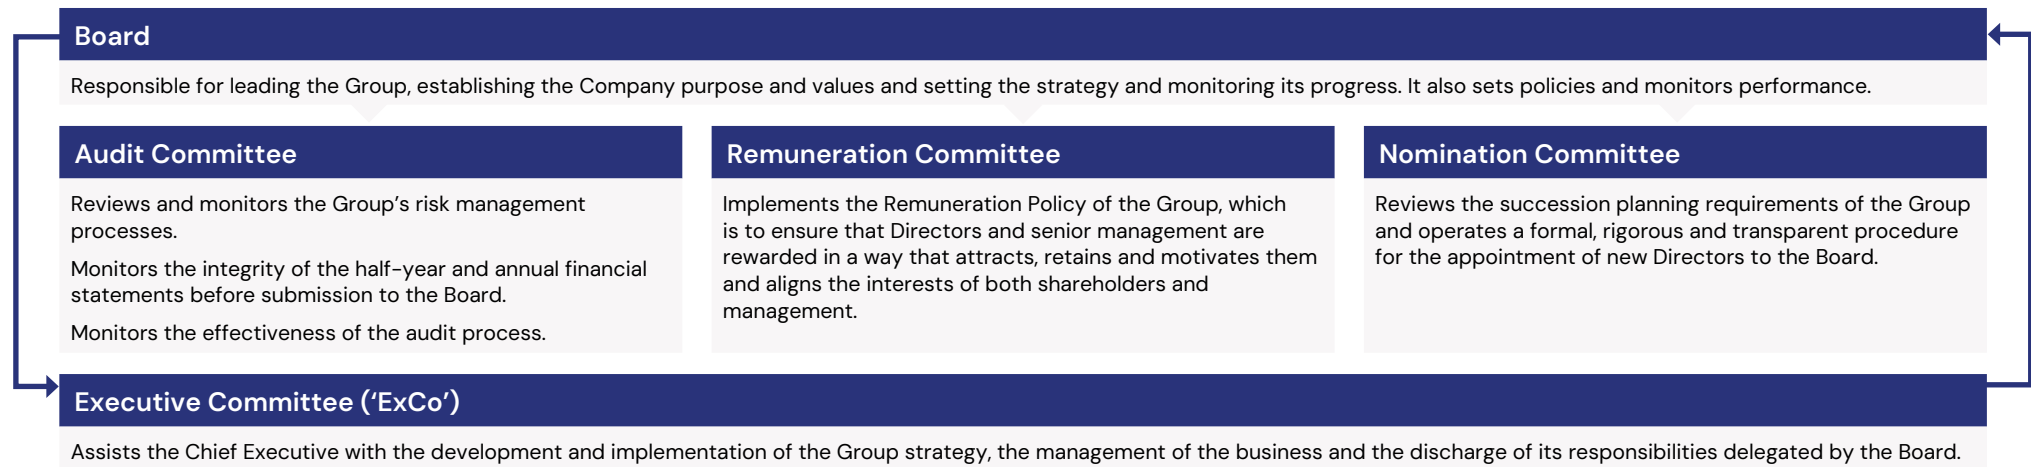 Board
Responsible for leading the Group, establishing the Company purpose and values and setting the strategy and monitoring its progress. It also sets policies and monitors performance.
Audit Committee
Reviews and monitors the Group’s risk management
processes.
Monitors the integrity of the half-year and annual financial
statements before submission to the Board.
Monitors the effectiveness of the audit process.
Remuneration Committee
Implements the Remuneration Policy of the Group, which
is to ensure that Directors and senior management are
rewarded in a way that attracts, retains and motivates them
and aligns the interests of both shareholders and
management.
Nomination Committee
Reviews the succession planning requirements of the Group
and operates a formal, rigorous and transparent procedure
for the appointment of new Directors to the Board.
Executive Committee (‘ExCo’)
Assists the Chief Executive with the development and implementation of the Group strategy, the management of the business and the discharge of its responsibilities delegated by the Board.